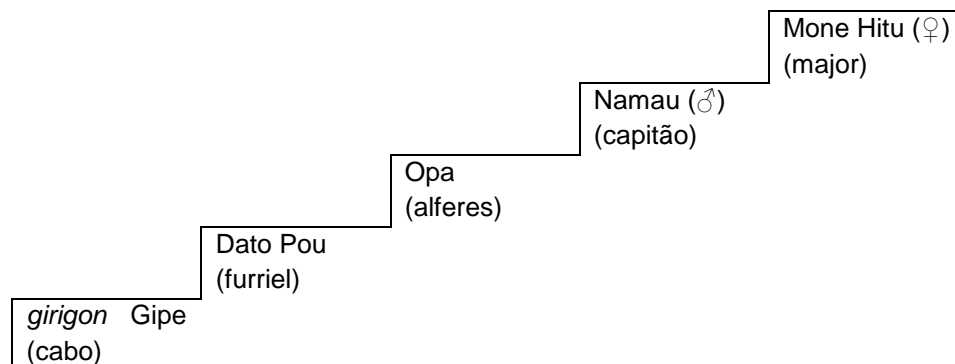 Mone Hitu (♀)
(major)
Namau (♂)
(capitão)
Opa
(alferes)
Dato Pou
(furriel)
girigon Gipe
(cabo)